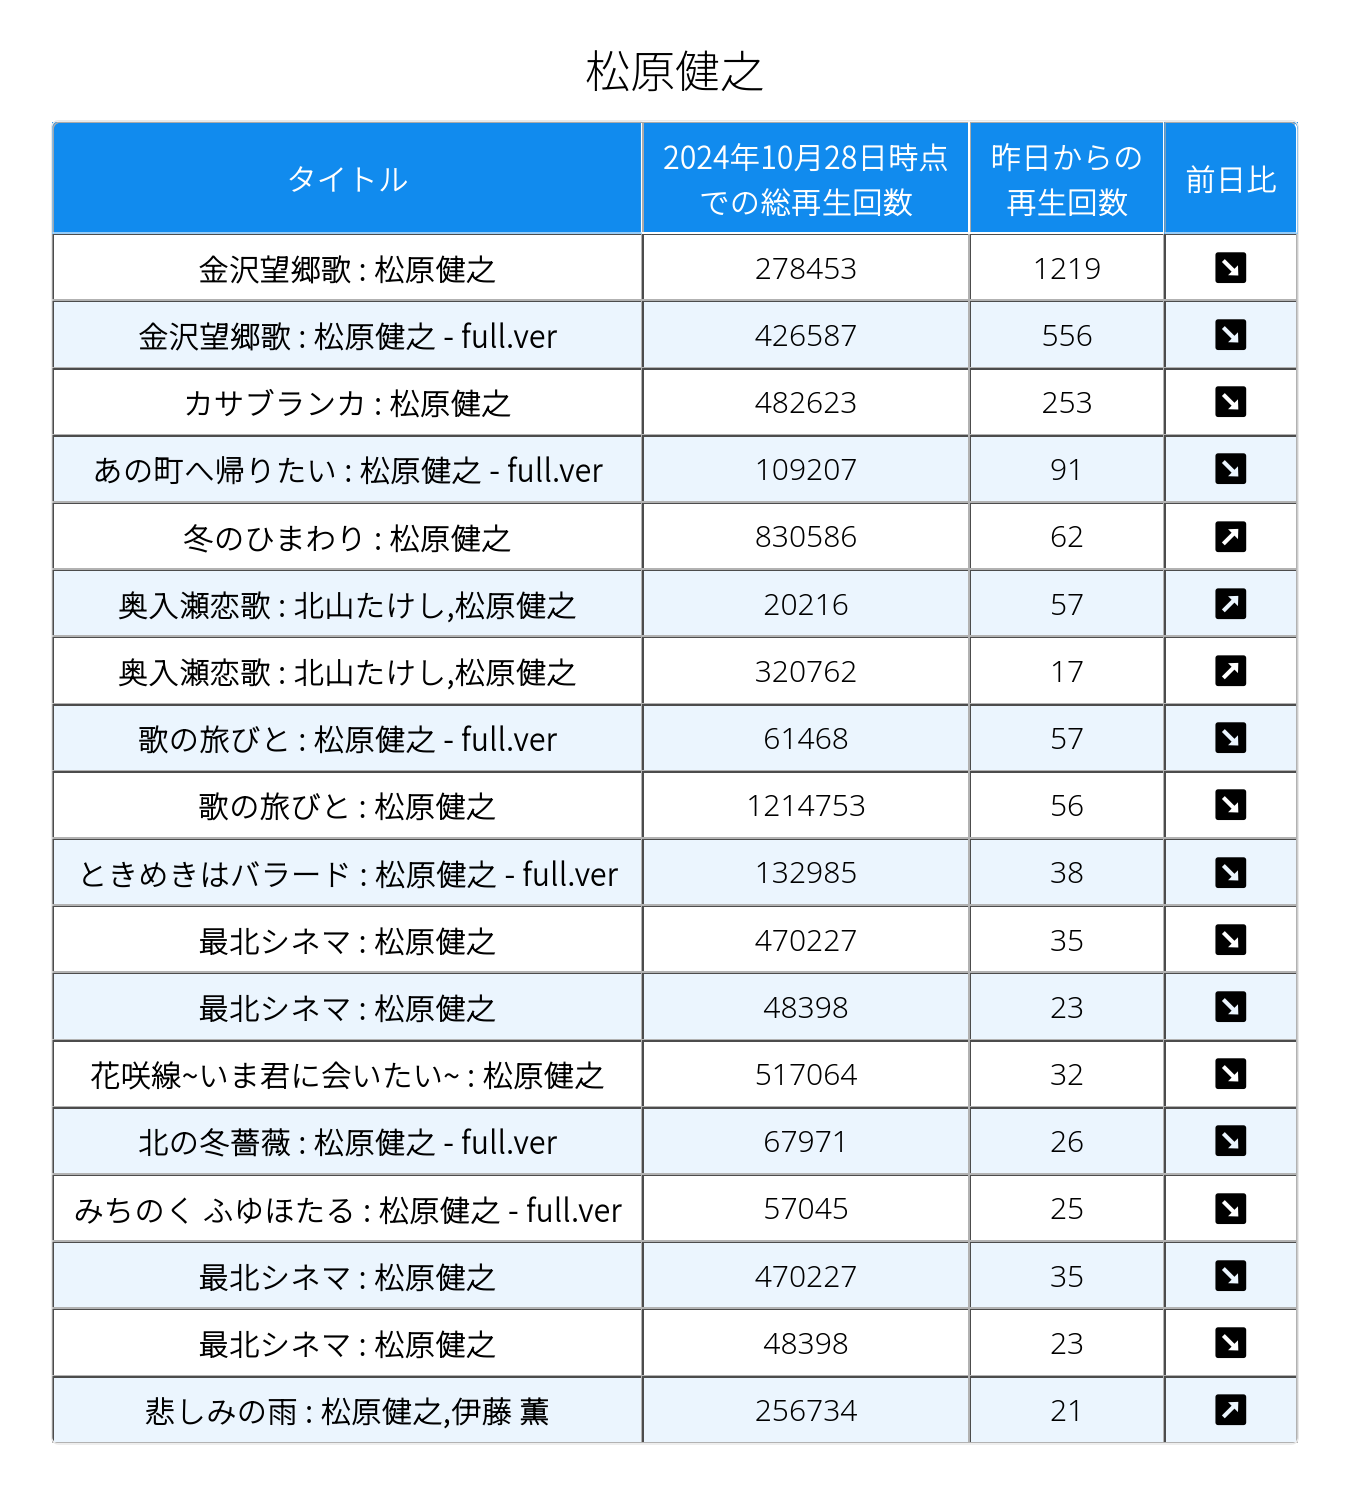 松原健之
タイトル 2024年10月28日時点 昨日からの 前日比
での総再生回数 再生回数
金沢望郷歌 : 松原健之 278453 1219 ↘
金沢望郷歌 : 松原健之 - full.ver 426587 556 ↘
カサブランカ : 松原健之 482623 253 ↘
あの町へ帰りたい : 松原健之 - full.ver 109207 91 ↘
冬のひまわり : 松原健之 830586 62 ↗
奥入瀬恋歌 : 北山たけし,松原健之 20216 57 ↗
奥入瀬恋歌 : 北山たけし,松原健之 320762 17 ↗
歌の旅びと : 松原健之 - full.ver 61468 57 ↘
歌の旅びと : 松原健之 1214753 56 ↘
ときめきはバラード : 松原健之 - full.ver 132985 38 ↘
最北シネマ : 松原健之 470227 35 ↘
最北シネマ : 松原健之 48398 23 ↘
花咲線~いま君に会いたい~ : 松原健之 517064 32 ↘
北の冬薔薇 : 松原健之 - full.ver 67971 26 ↘
みちのく ふゆほたる : 松原健之 - full.ver 57045 25 ↘
最北シネマ : 松原健之 470227 35 ↘
最北シネマ : 松原健之 48398 23 ↘
悲しみの雨 : 松原健之,伊藤 薫 256734 21 ↗